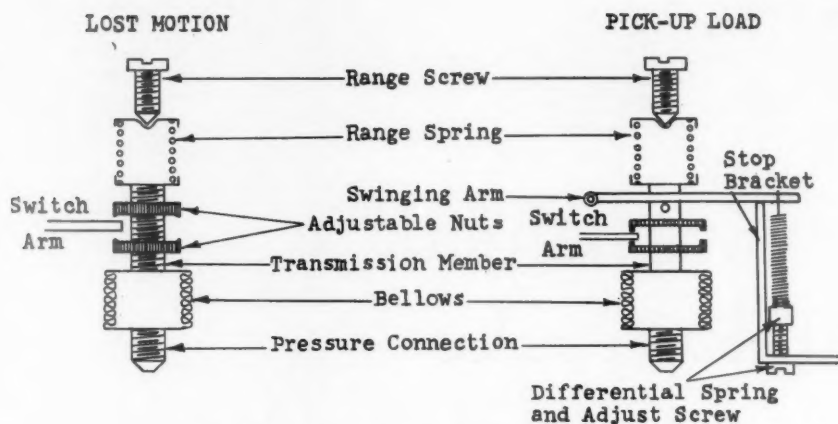 LOST MOTION
PICK-UP LOAD
Range Screw
Range Spring
Stop
Bracket
Swinging Arm
Switch
Arm
Adjustable Nuts
Switch
Arm
Transmission Member
Bellows
Pressure Connection
Differential Spring
and Adjust Screw